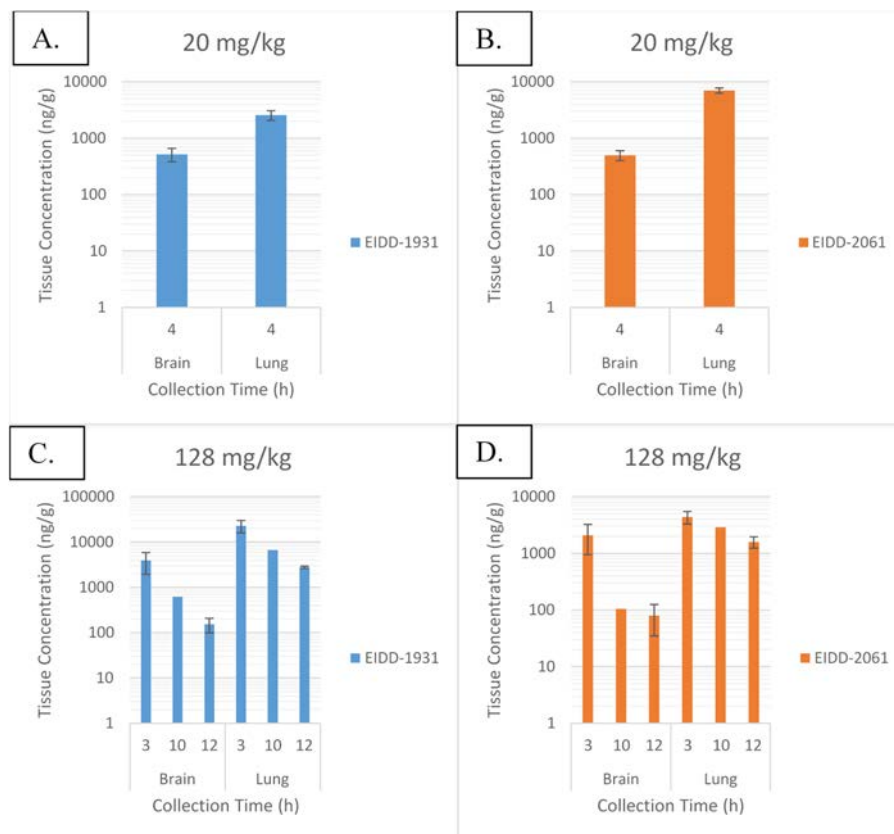 A.
20 mg/kg
Tissue Concentration (ng/g)
10000
1000
100
10
1
4
4
Brain
Lung
Collection Time (h)
EIDD-1931
B.
20 mg/kg
Tissue Concentration (ng/g)
10000
1000
100
10
1
4
4
Brain
Lung
Collection Time (h)
EIDD-2061
C.
128 mg/kg
Tissue Concentration (ng/g)
100000
10000
1000
100
10
1
3 10 12 3 10 12
Brain
Lung
Collection Time (h)
EIDD-1931
D.
128 mg/kg
Tissue Concentration (ng/g)
10000
1000
100
10
1
3 10 12 3 10 12
Brain
Lung
Collection Time (h)
EIDD-2061